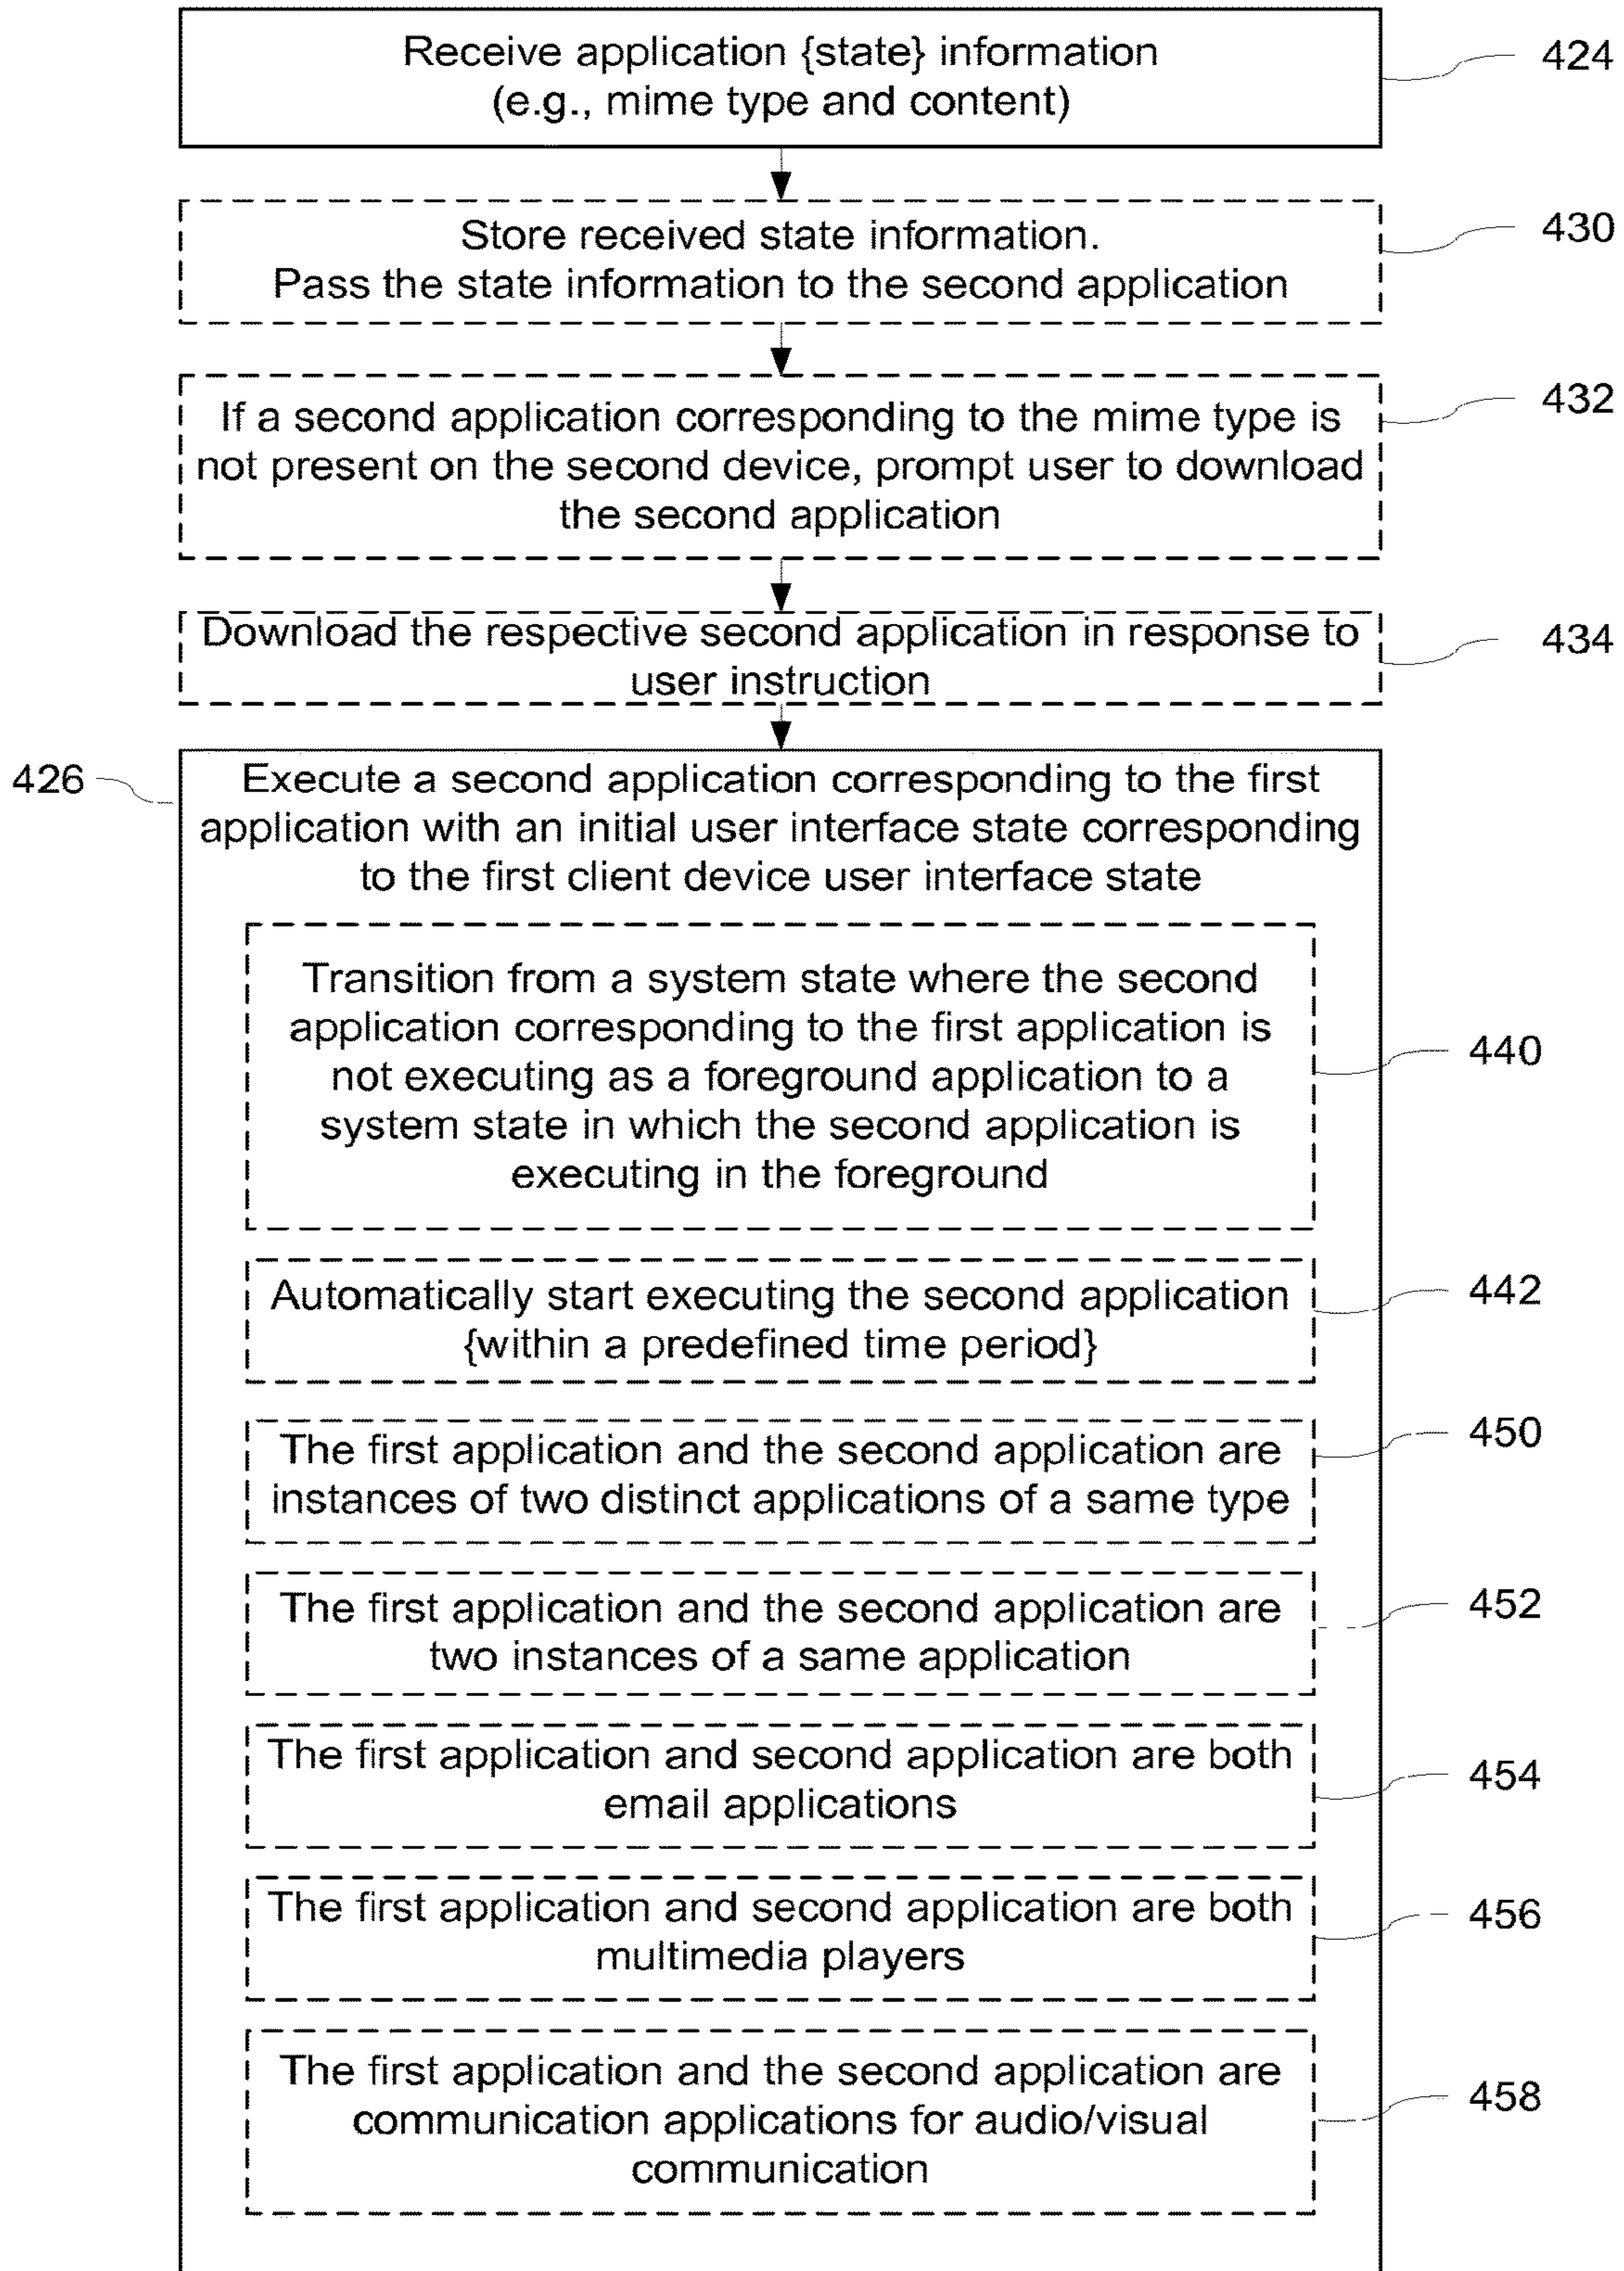 Receive application {state} information
(e.g., mime type and content)
424
Store received state information.
Pass the state information to the second application
430
If a second application corresponding to the mime type is
not present on the second device, prompt user to download
the second application
432
Download the respective second application in response to
user instruction
434
426
Execute a second application corresponding to the first
application with an initial user interface state corresponding
to the first client device user interface state
Transition from a system state where the second
application corresponding to the first application is
not executing as a foreground application to a
system state in which the second application is
executing in the foreground
440
Automatically start executing the second application
{within a predefined time period}
442
The first application and the second application are
instances of two distinct applications of a same type
450
The first application and the second application are
two instances of a same application
452
The first application and second application are both
email applications
454
The first application and second application are both
multimedia players
456
The first application and the second application are
communication applications for audio/visual
communication
458